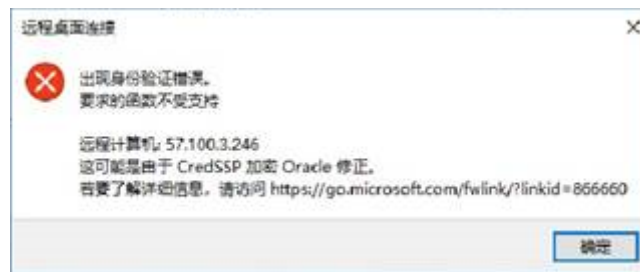 远程桌面连接
出现身份验证错误。
要求的函数不受支持
远程计算机: 57.100.3.246
这可能是由于 CredSSP 加密 Oracle 修正。
若要了解详细信息，请访问 https://go.microsoft.com/fwlink/?linkid=866660
确定